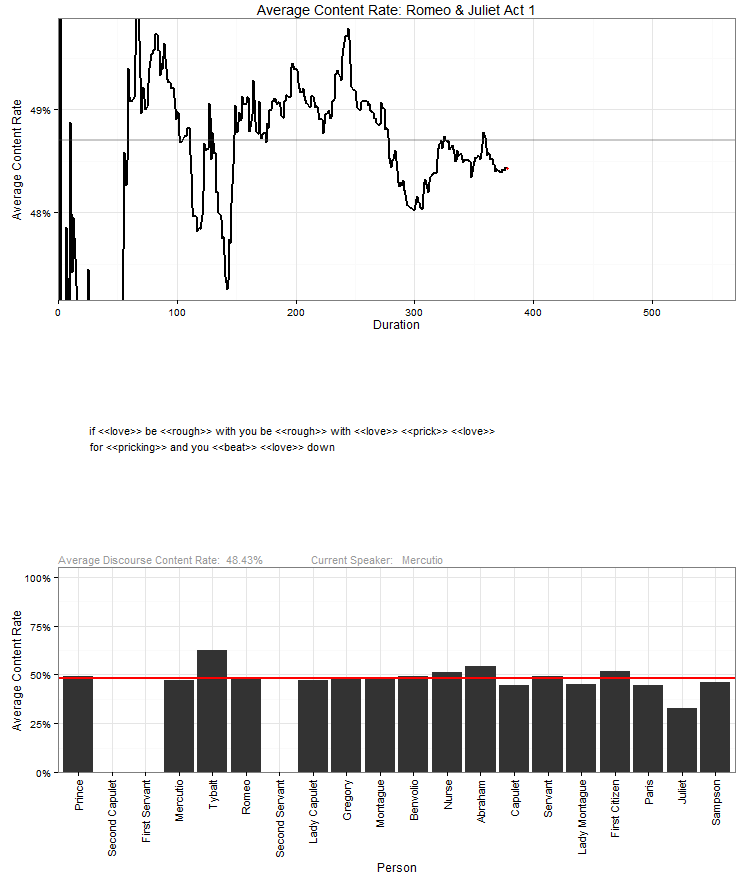 Average Content Rate: Romeo & Juliet Act 1
Average Content Rate
49%
48%
0 100 200 300 400 500
Duration
if <<love>> be <<rough>> with you be <<rough>> with <<love>> <<prick>> <<love>>
for <<pricking>> and you <<beat>> <<love>> down
Average Discourse Content Rate: 48.43% Current Speaker: Mercutio
Average Content Rate
100%
75%
50%
25%
0%
Prince
Second Capulet
First Servant
Mercutio
Tybalt
Romeo
Second Servant
Lady Capulet
Gregory
Montague
Benvolio
Nurse
Abraham
Capulet
Servant
Lady Montague
First Citizen
Paris
Juliet
Sampson
Person